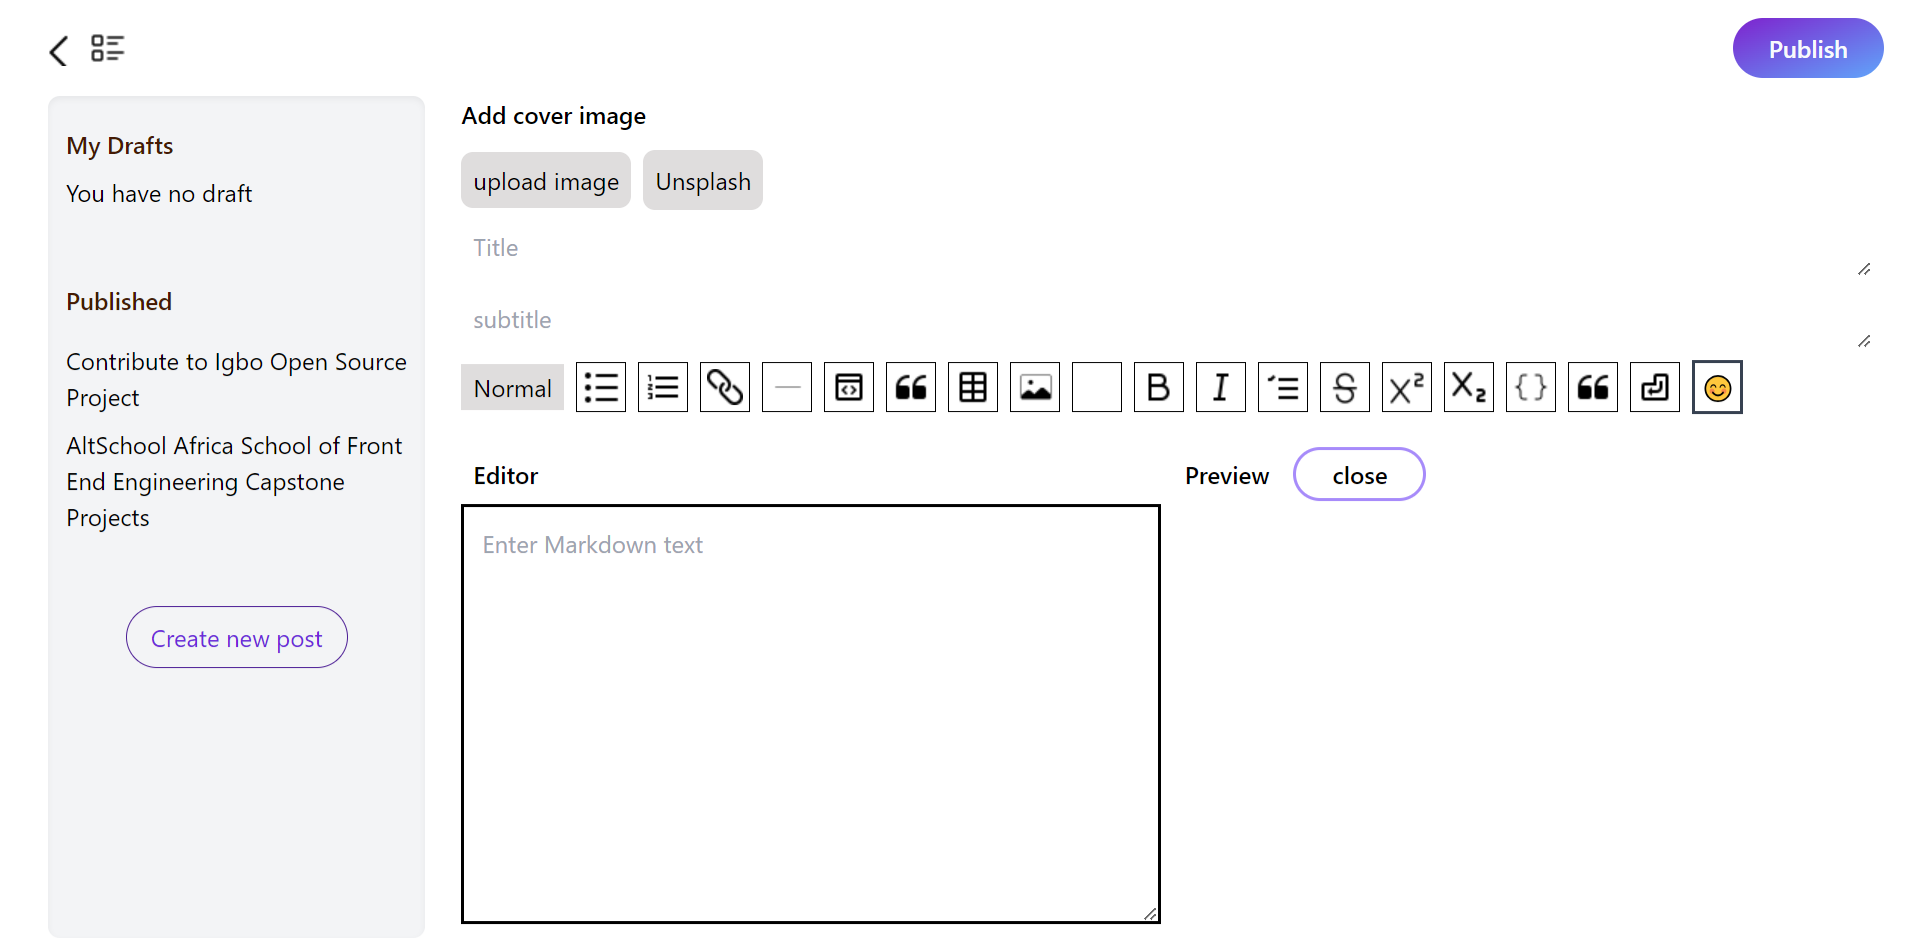 Publish
My Drafts
You have no draft
Published
Contribute to Igbo Open Source
Project
AltSchool Africa School of Front
End Engineering Capstone
Projects
Create new post
Add cover image
upload image
Unsplash
Title
subtitle
Normal
Editor
Preview
close
Enter Markdown text